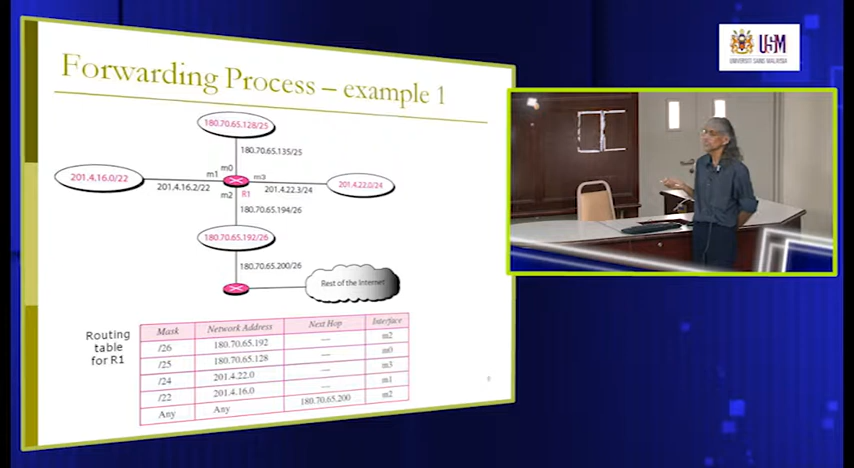 Forwarding Process – example 1
180.70.65.128/25
180.70.65.135/25
m0
m1
m3
201.4.16.0/22
201.4.16.2/22
201.4.22.3/24
201.4.22.0/24
m2
R1
180.70.65.194/26
180.70.65.192/26
180.70.65.200/26
Rest of the Internet
Routing
table
for R1
Mask Network Address Next Hop Interface
/26 180.70.65.192 — m2
/25 180.70.65.128 — m0
/24 201.4.22.0 — m3
/22 201.4.16.0 — m1
Any Any 180.70.65.200 m2
USM
UNIVERSITI SAINS MALAYSIA